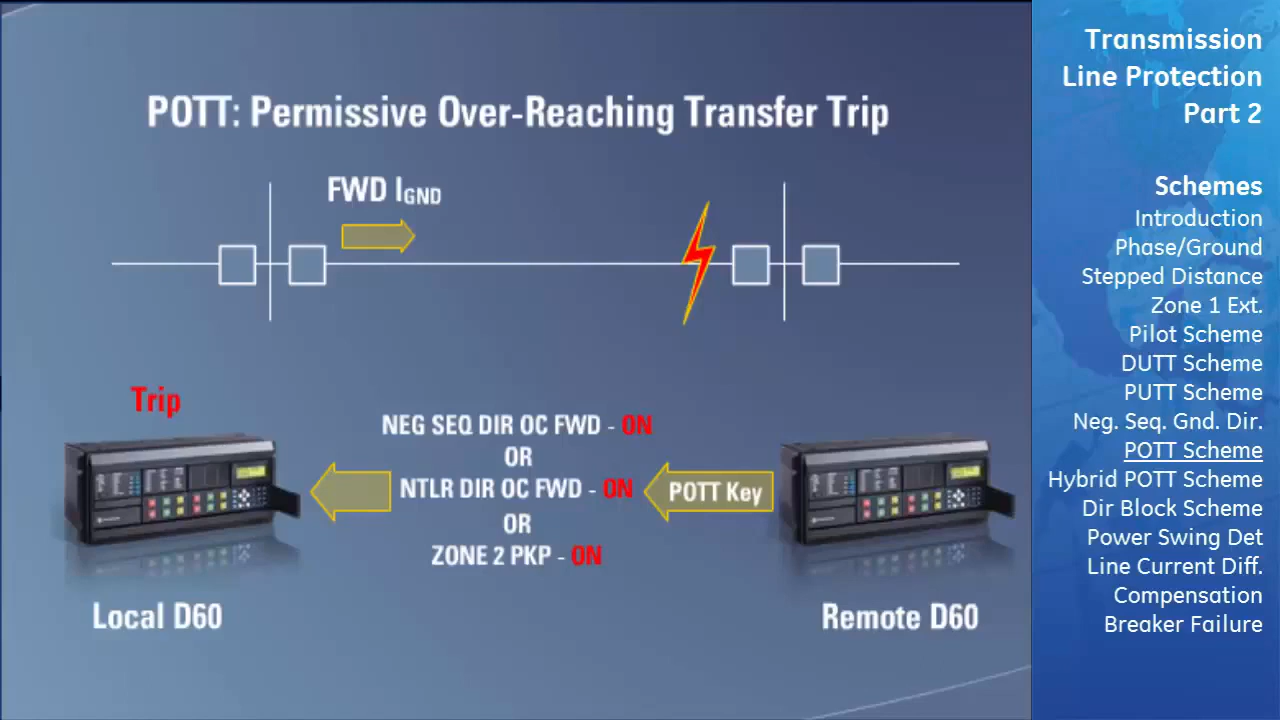 POTT: Permissive Over-Reaching Transfer Trip
FWD IGND
Trip
NEG SEQ DIR OC FWD - ON
OR
NTLR DIR OC FWD - ON
OR
ZONE 2 PKP - ON
POTT Key
Local D60
Remote D60
Transmission
Line Protection
Part 2
Schemes
Introduction
Phase/Ground
Stepped Distance
Zone 1 Ext.
Pilot Scheme
DUTT Scheme
PUTT Scheme
Neg. Seq. Gnd. Dir.
POTT Scheme
Hybrid POTT Scheme
Dir Block Scheme
Power Swing Det
Line Current Diff.
Compensation
Breaker Failure